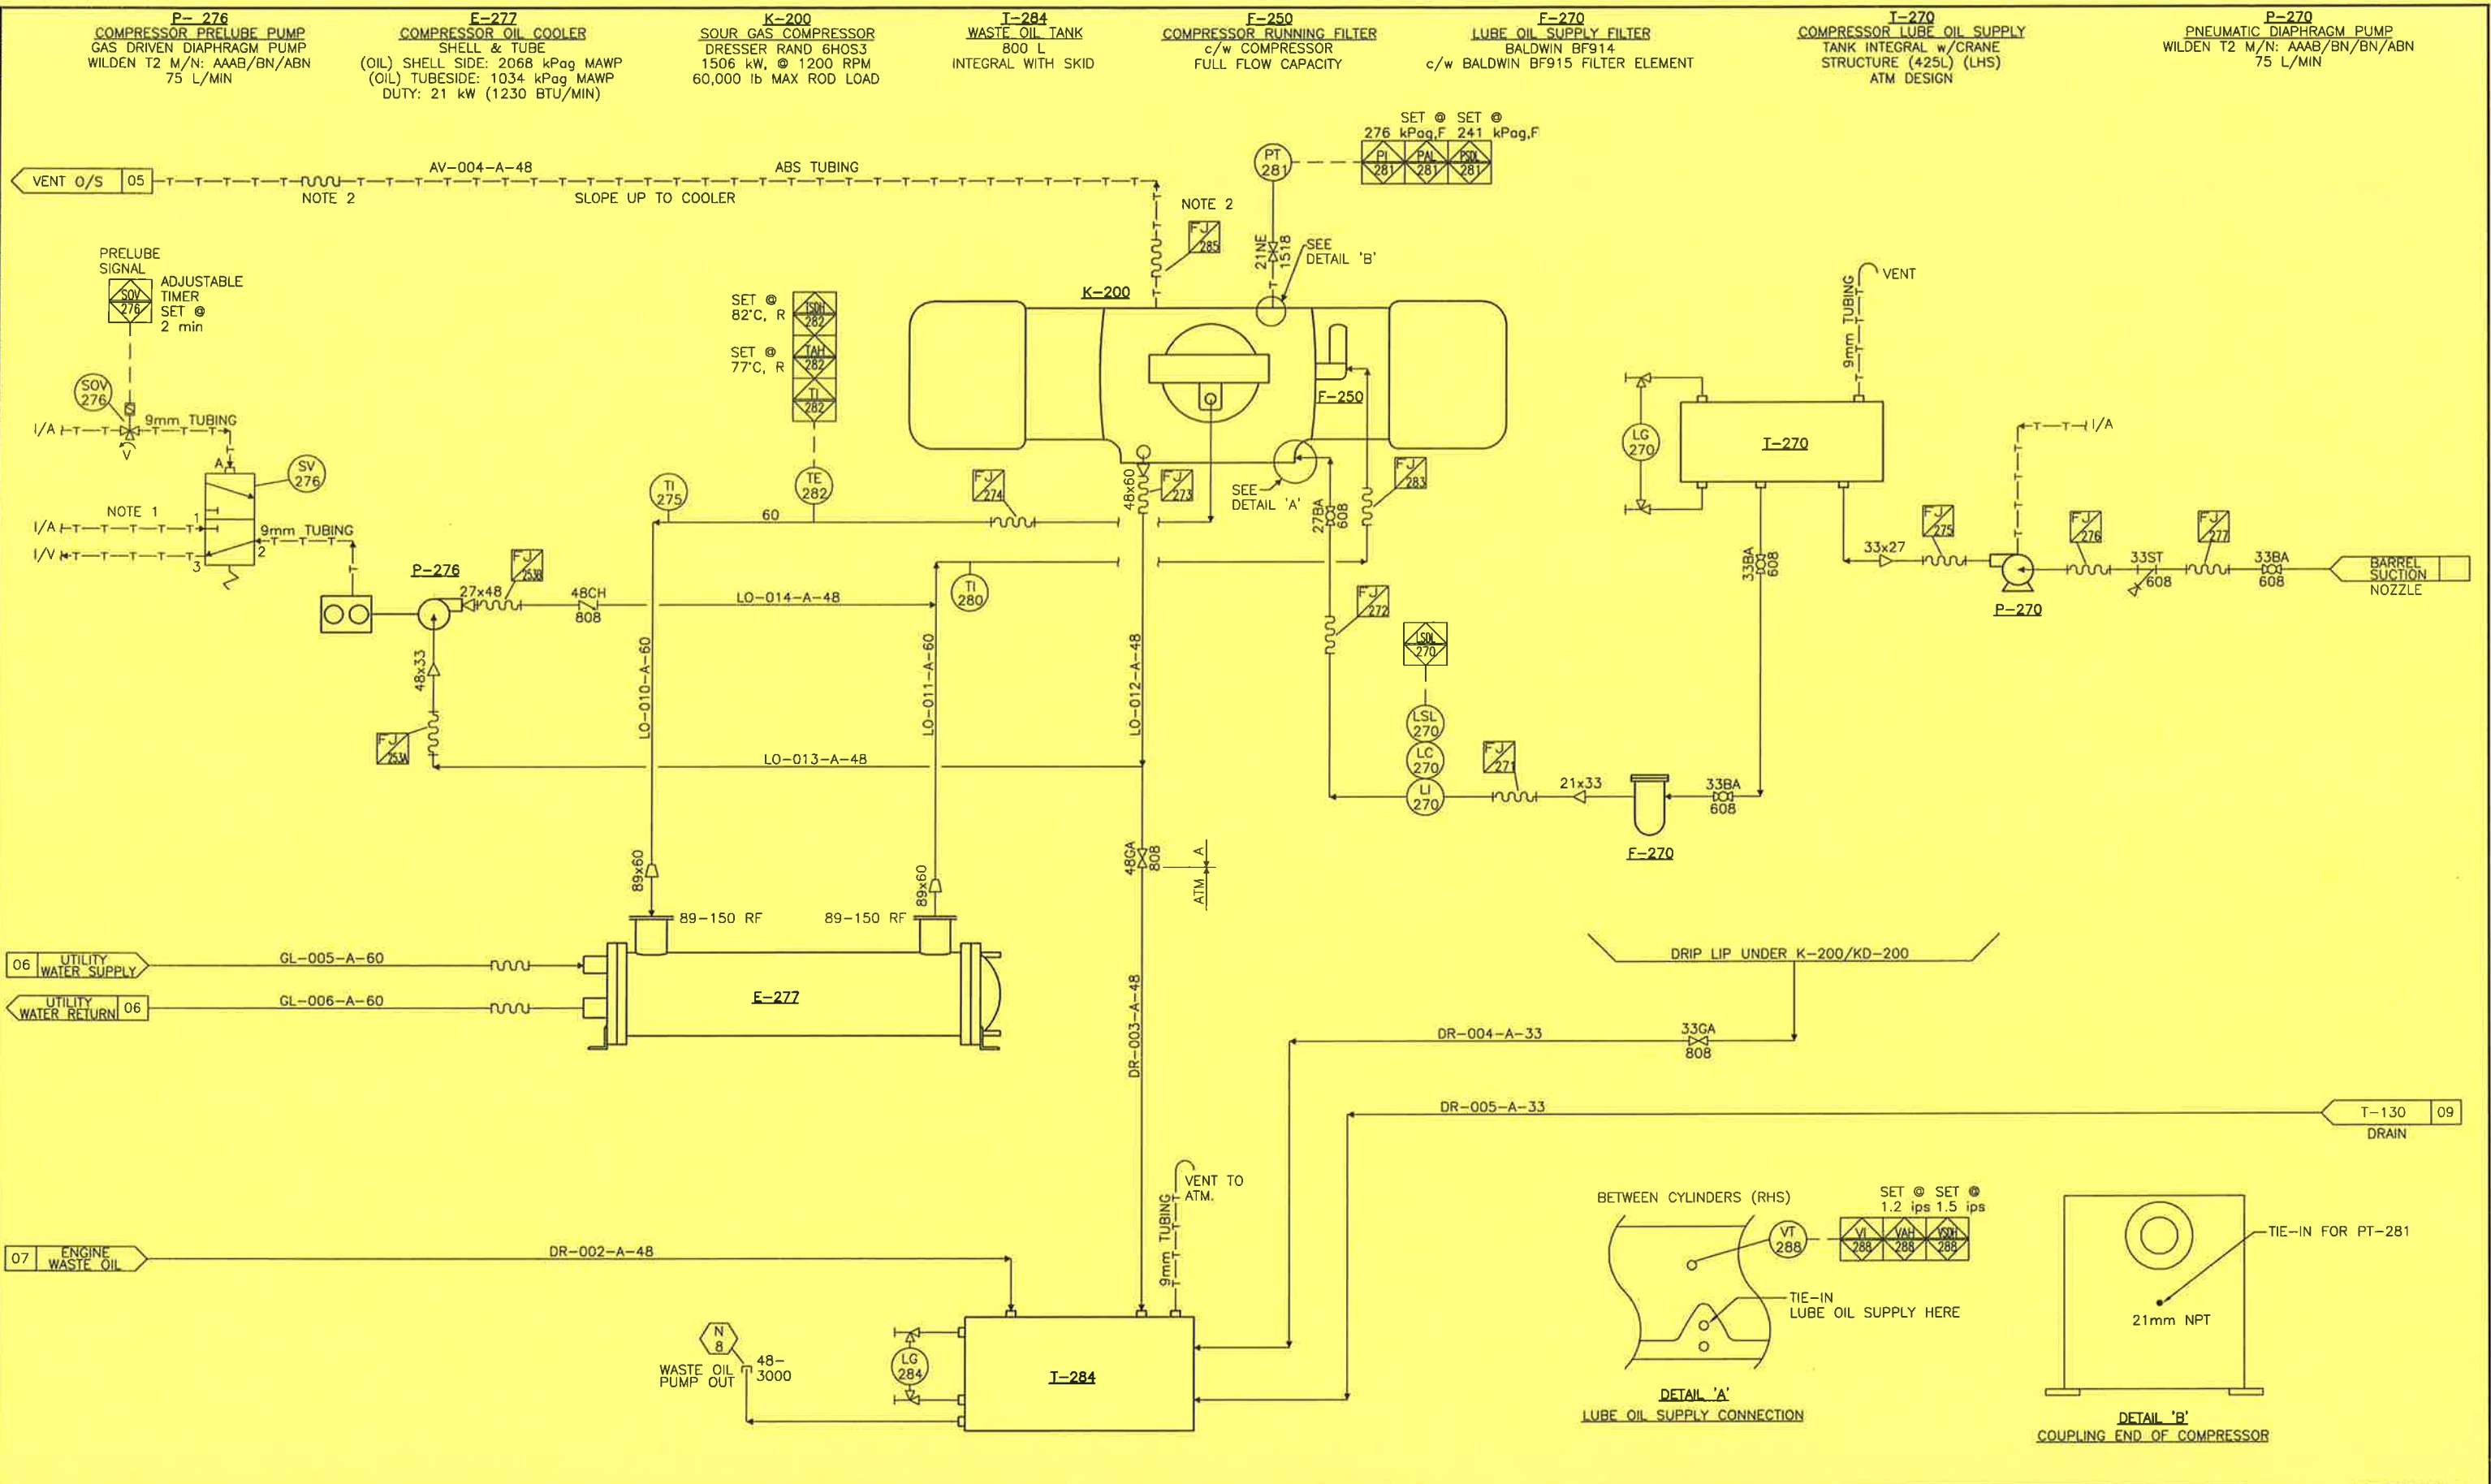 P- 276
COMPRESSOR PRELUBE PUMP
GAS DRIVEN DIAPHRAGM PUMP
WILDEN T2 M/N: AAAB/BN/ABN
75 L/MIN
E-277
COMPRESSOR OIL COOLER
SHELL & TUBE
(OIL) SHELL SIDE: 2068 kPag MAWP
(OIL) TUBESIDE: 1034 kPag MAWP
DUTY: 21 kW (1230 BTU/MIN)
K-200
SOUR GAS COMPRESSOR
DRESSER RAND 6HOS3
1506 kW, @ 1200 RPM
60,000 lb MAX ROD LOAD
T-284
WASTE OIL TANK
800 L
INTEGRAL WITH SKID
F-250
COMPRESSOR RUNNING FILTER
c/w COMPRESSOR
FULL FLOW CAPACITY
F-270
LUBE OIL SUPPLY FILTER
BALDWIN BF914
c/w BALDWIN BF915 FILTER ELEMENT
T-270
COMPRESSOR LUBE OIL SUPPLY
TANK INTEGRAL w/CRANE
STRUCTURE (425L) (LHS)
ATM DESIGN
P-270
PNEUMATIC DIAPHRAGM PUMP
WILDEN T2 M/N: AAAB/BN/BN/ABN
75 L/MIN
SET @ SET @
276 kPag,F 241 kPag,F
PT
281
PI
281
PAL
281
PSDL
281
VENT O/S 05
AV-004-A-48
ABS TUBING
NOTE 2
SLOPE UP TO COOLER
NOTE 2
FJ
285
21NE
1518
SEE
DETAIL 'B'
PRELUBE
SIGNAL
SOV
276
ADJUSTABLE
TIMER
SET @
2 min
SOV
276
S
I/A
9mm TUBING
V
A
SV
276
I/A
NOTE 1
1
I/V
9mm TUBING
2
3
SET @
82°C, R
TSDH
282
SET @
77°C, R
TAH
282
TI
282
K-200
F-250
TI
275
TE
282
60
FJ
274
48x60
FJ
273
SEE
DETAIL 'A'
27BA
608
FJ
283
VENT
9mm TUBING
LG
270
T-270
I/A
33BA
608
33x27
FJ
275
P-270
FJ
276
33ST
608
FJ
277
33BA
608
BARREL
SUCTION
NOZZLE
P-276
27x48
FJ
253B
48CH
808
LO-014-A-48
TI
280
48x33
FJ
253A
LO-010-A-60
LO-011-A-60
LO-012-A-48
LO-013-A-48
FJ
272
LSDL
270
LSL
270
LC
270
LI
270
FJ
271
21x33
F-270
33BA
608
89x60
89x60
48GA
808
A
ATM
89-150 RF
89-150 RF
06 UTILITY
WATER SUPPLY
GL-005-A-60
UTILITY
WATER RETURN 06
GL-006-A-60
E-277
DR-003-A-48
DRIP LIP UNDER K-200/KD-200
DR-004-A-33
33GA
808
DR-005-A-33
T-130 09
DRAIN
VENT TO
ATM.
9mm TUBING
07 ENGINE
WASTE OIL
DR-002-A-48
N
8
WASTE OIL
PUMP OUT
48-
3000
LG
284
T-284
BETWEEN CYLINDERS (RHS)
SET @ SET @
1.2 ips 1.5 ips
VT
288
VI
288
VAH
288
VSDH
288
TIE-IN
LUBE OIL SUPPLY HERE
DETAIL 'A'
LUBE OIL SUPPLY CONNECTION
TIE-IN FOR PT-281
21mm NPT
DETAIL 'B'
COUPLING END OF COMPRESSOR